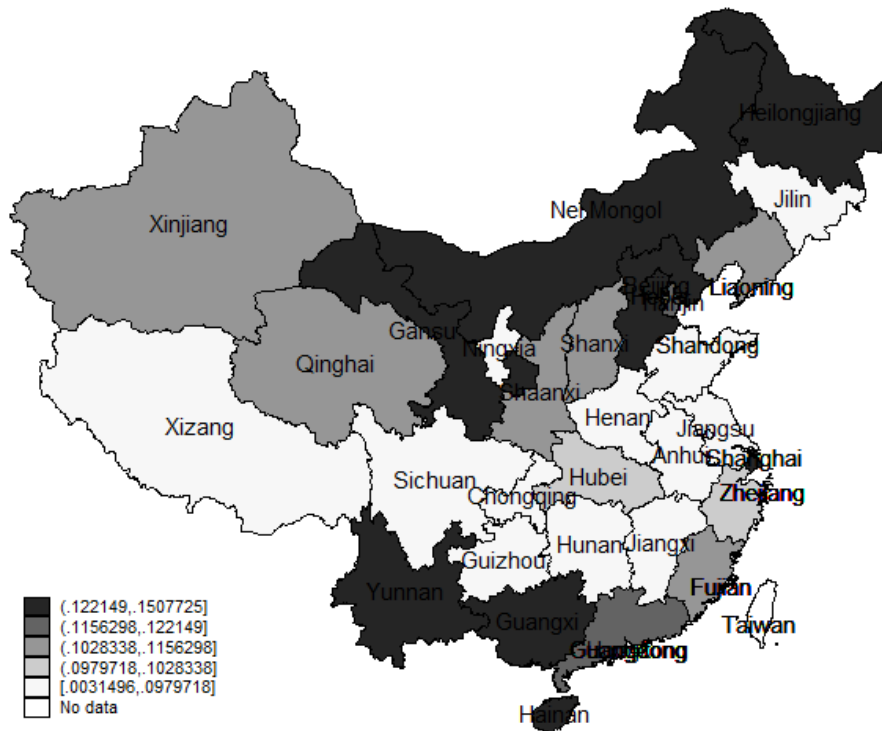 Heilongjiang
Jilin
Nei Mongol
Xinjiang
Beijing
Liaoning
Gansu
Ningxia
Shanxi
Shandong
Qinghai
Shaanxi
Henan
Jiangsu
Xizang
Anhui
Shanghai
Sichuan
Hubei
Chongqing
Zhejiang
Guizhou
Hunan
Jiangxi
Yunnan
Fujian
Guangxi
Taiwan
Hainan
(.122149,.1507725]
(.1156298,.122149]
(.1028338,.1156298]
(.0979718,.1028338]
[.0031496,.0979718]
No data